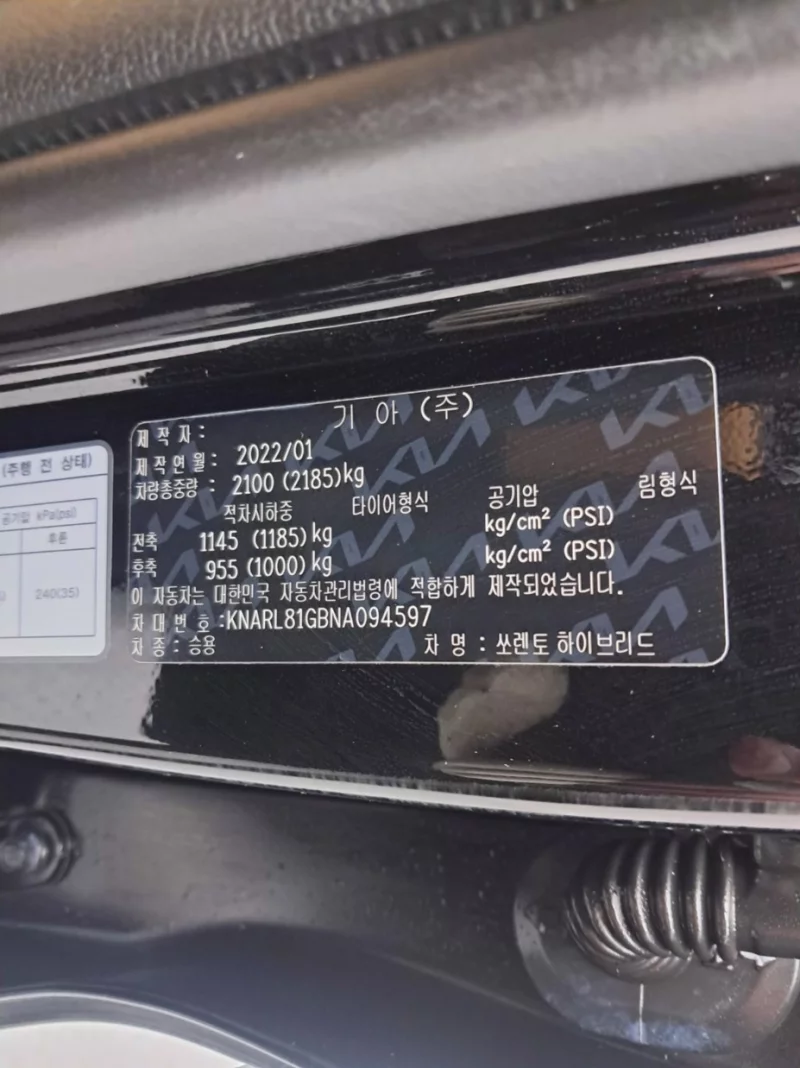 제작자 : 기 아 (주)
제작연월 : 2022/01
차량총중량 : 2100 (2185)kg
적차시하중 타이어형식 공기압 림형식
전축 1145 (1185) kg kg/cm² (PSI)
후축 955 (1000) kg kg/cm² (PSI)
이 자동차는 대한민국 자동차관리법령에 적합하게 제작되었습니다.
차대번호 : KNARL81GBNA094597
차종 : 승용 차명 : 쏘렌토 하이브리드
(주행 전 상태)
공기압 kPa(psi)
후륜
240(35)